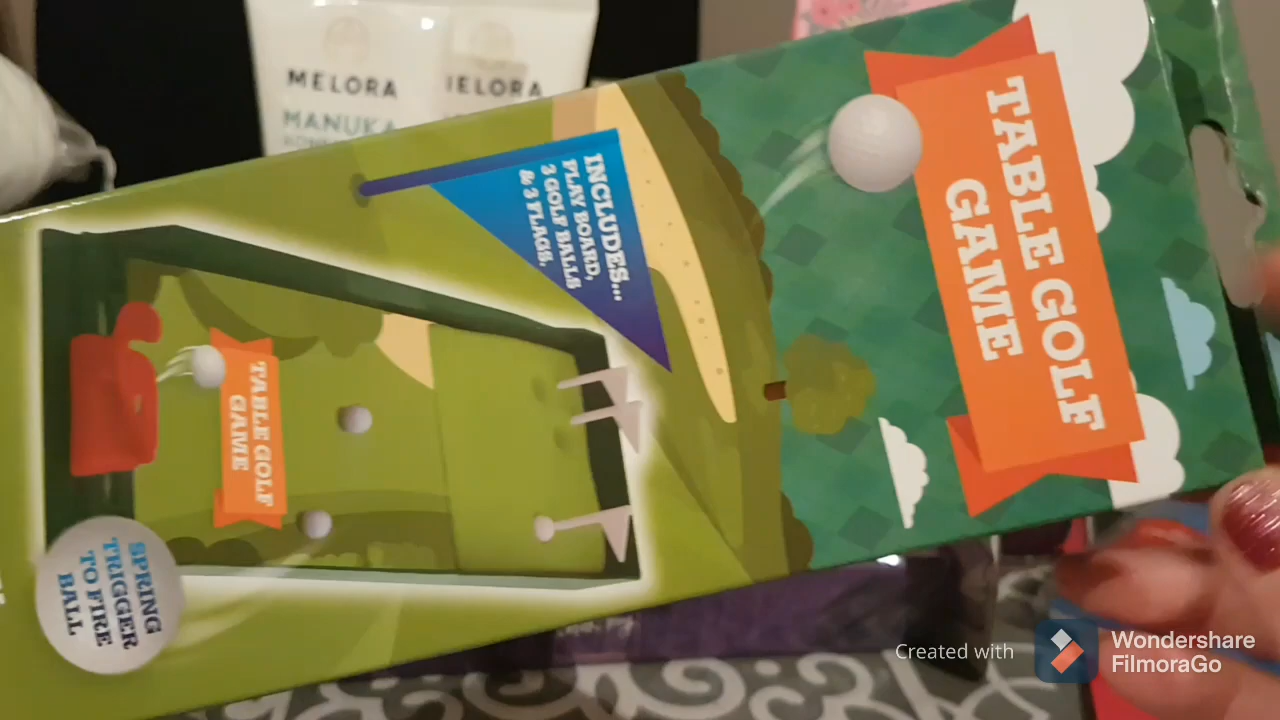 MELORA
MANUKA
IELORA
TABLE GOLF
GAME
INCLUDES...
PLAY BOARD,
3 GOLF BALLS
& 3 FLAGS.
TABLE GOLF
GAME
SPRING
TRIGGER
TO FIRE
BALL
Created with
Wondershare
FilmoraGo